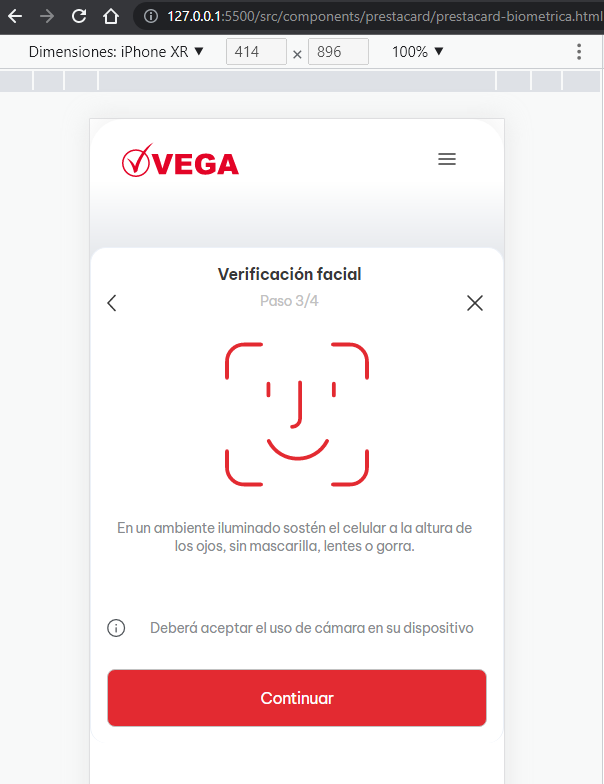 127.0.0.1:5500/src/components/prestacard/prestacard-biometrica.html
Dimensiones: iPhone XR ▼ 414 × 896 100% ▼
VEGA
Verificación facial
Paso 3/4
En un ambiente iluminado sostén el celular a la altura de
los ojos, sin mascarilla, lentes o gorra.
Deberá aceptar el uso de cámara en su dispositivo
Continuar